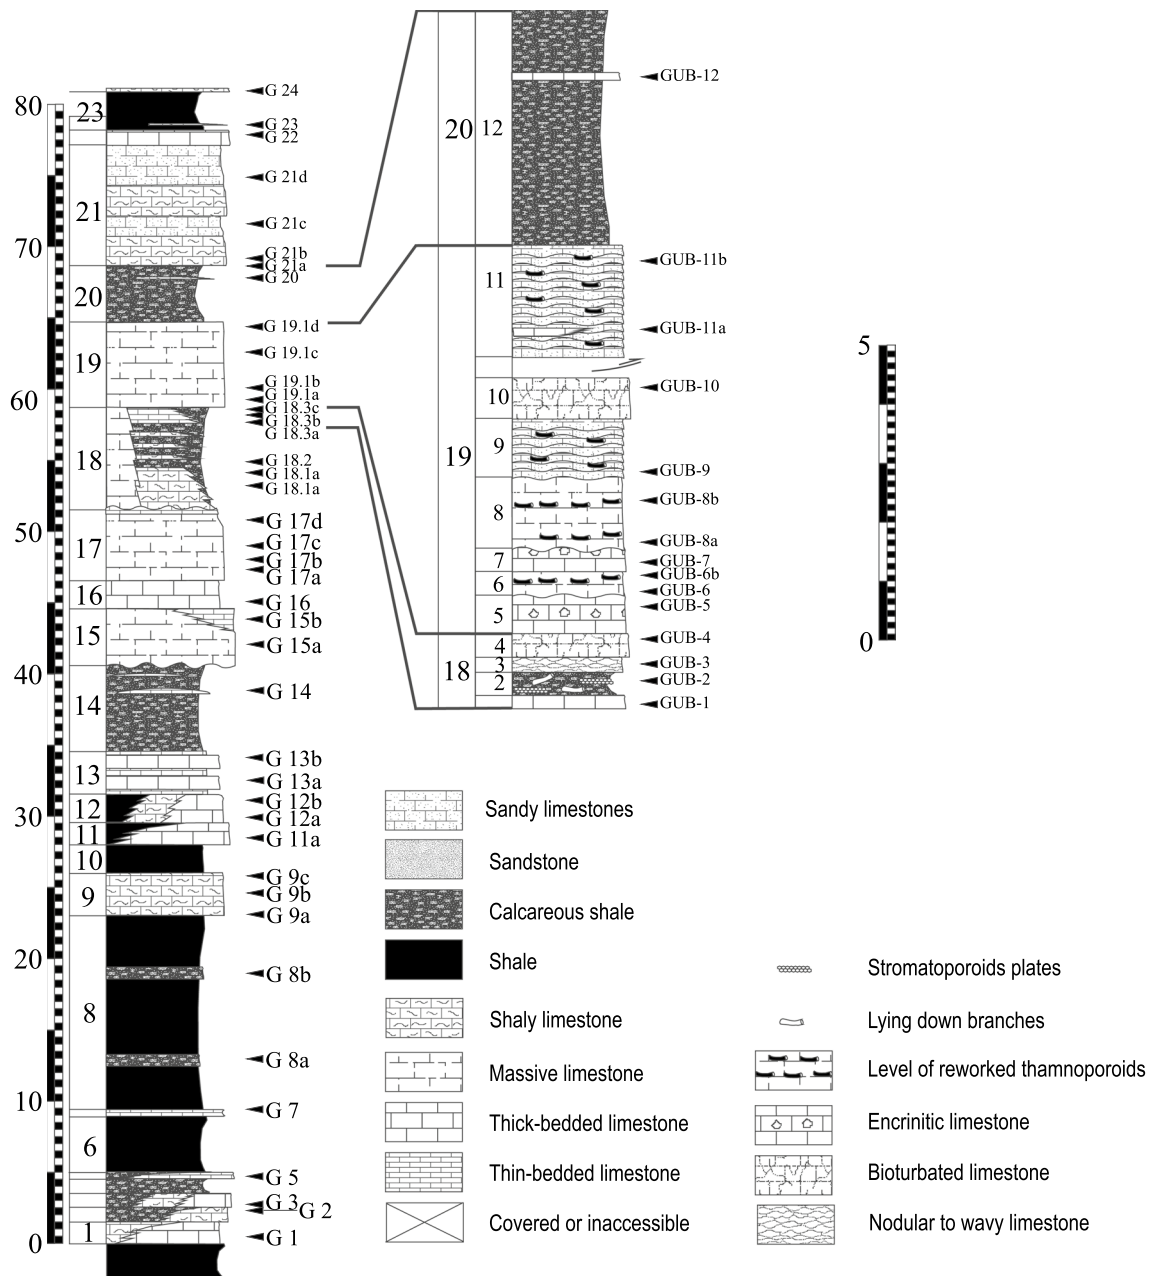 80
70
60
50
40
30
20
10
0
23
21
20
19
18
17
16
15
14
13
12
11
10
9
8
6
1
G 24
G 23
G 22
G 21d
G 21c
G 21b
G 21a
G 20
G 19.1d
G 19.1c
G 19.1b
G 19.1a
G 18.3c
G 18.3b
G 18.3a
G 18.2
G 18.1a
G 18.1a
G 17d
G 17c
G 17b
G 17a
G 16
G 15b
G 15a
G 14
G 13b
G 13a
G 12b
G 12a
G 11a
G 9c
G 9b
G 9a
G 8b
G 8a
G 7
G 5
G 3
G 2
G 1
20
19
18
12
11
10
9
8
7
6
5
4
3
2
GUB-12
GUB-11b
GUB-11a
GUB-10
GUB-9
GUB-8b
GUB-8a
GUB-7
GUB-6b
GUB-6
GUB-5
GUB-4
GUB-3
GUB-2
GUB-1
5
0
Sandy limestones
Sandstone
Calcareous shale
Shale
Shaly limestone
Massive limestone
Thick-bedded limestone
Thin-bedded limestone
Covered or inaccessible
Stromatoporoids plates
Lying down branches
Level of reworked thamnoporoids
Encrinitic limestone
Bioturbated limestone
Nodular to wavy limestone